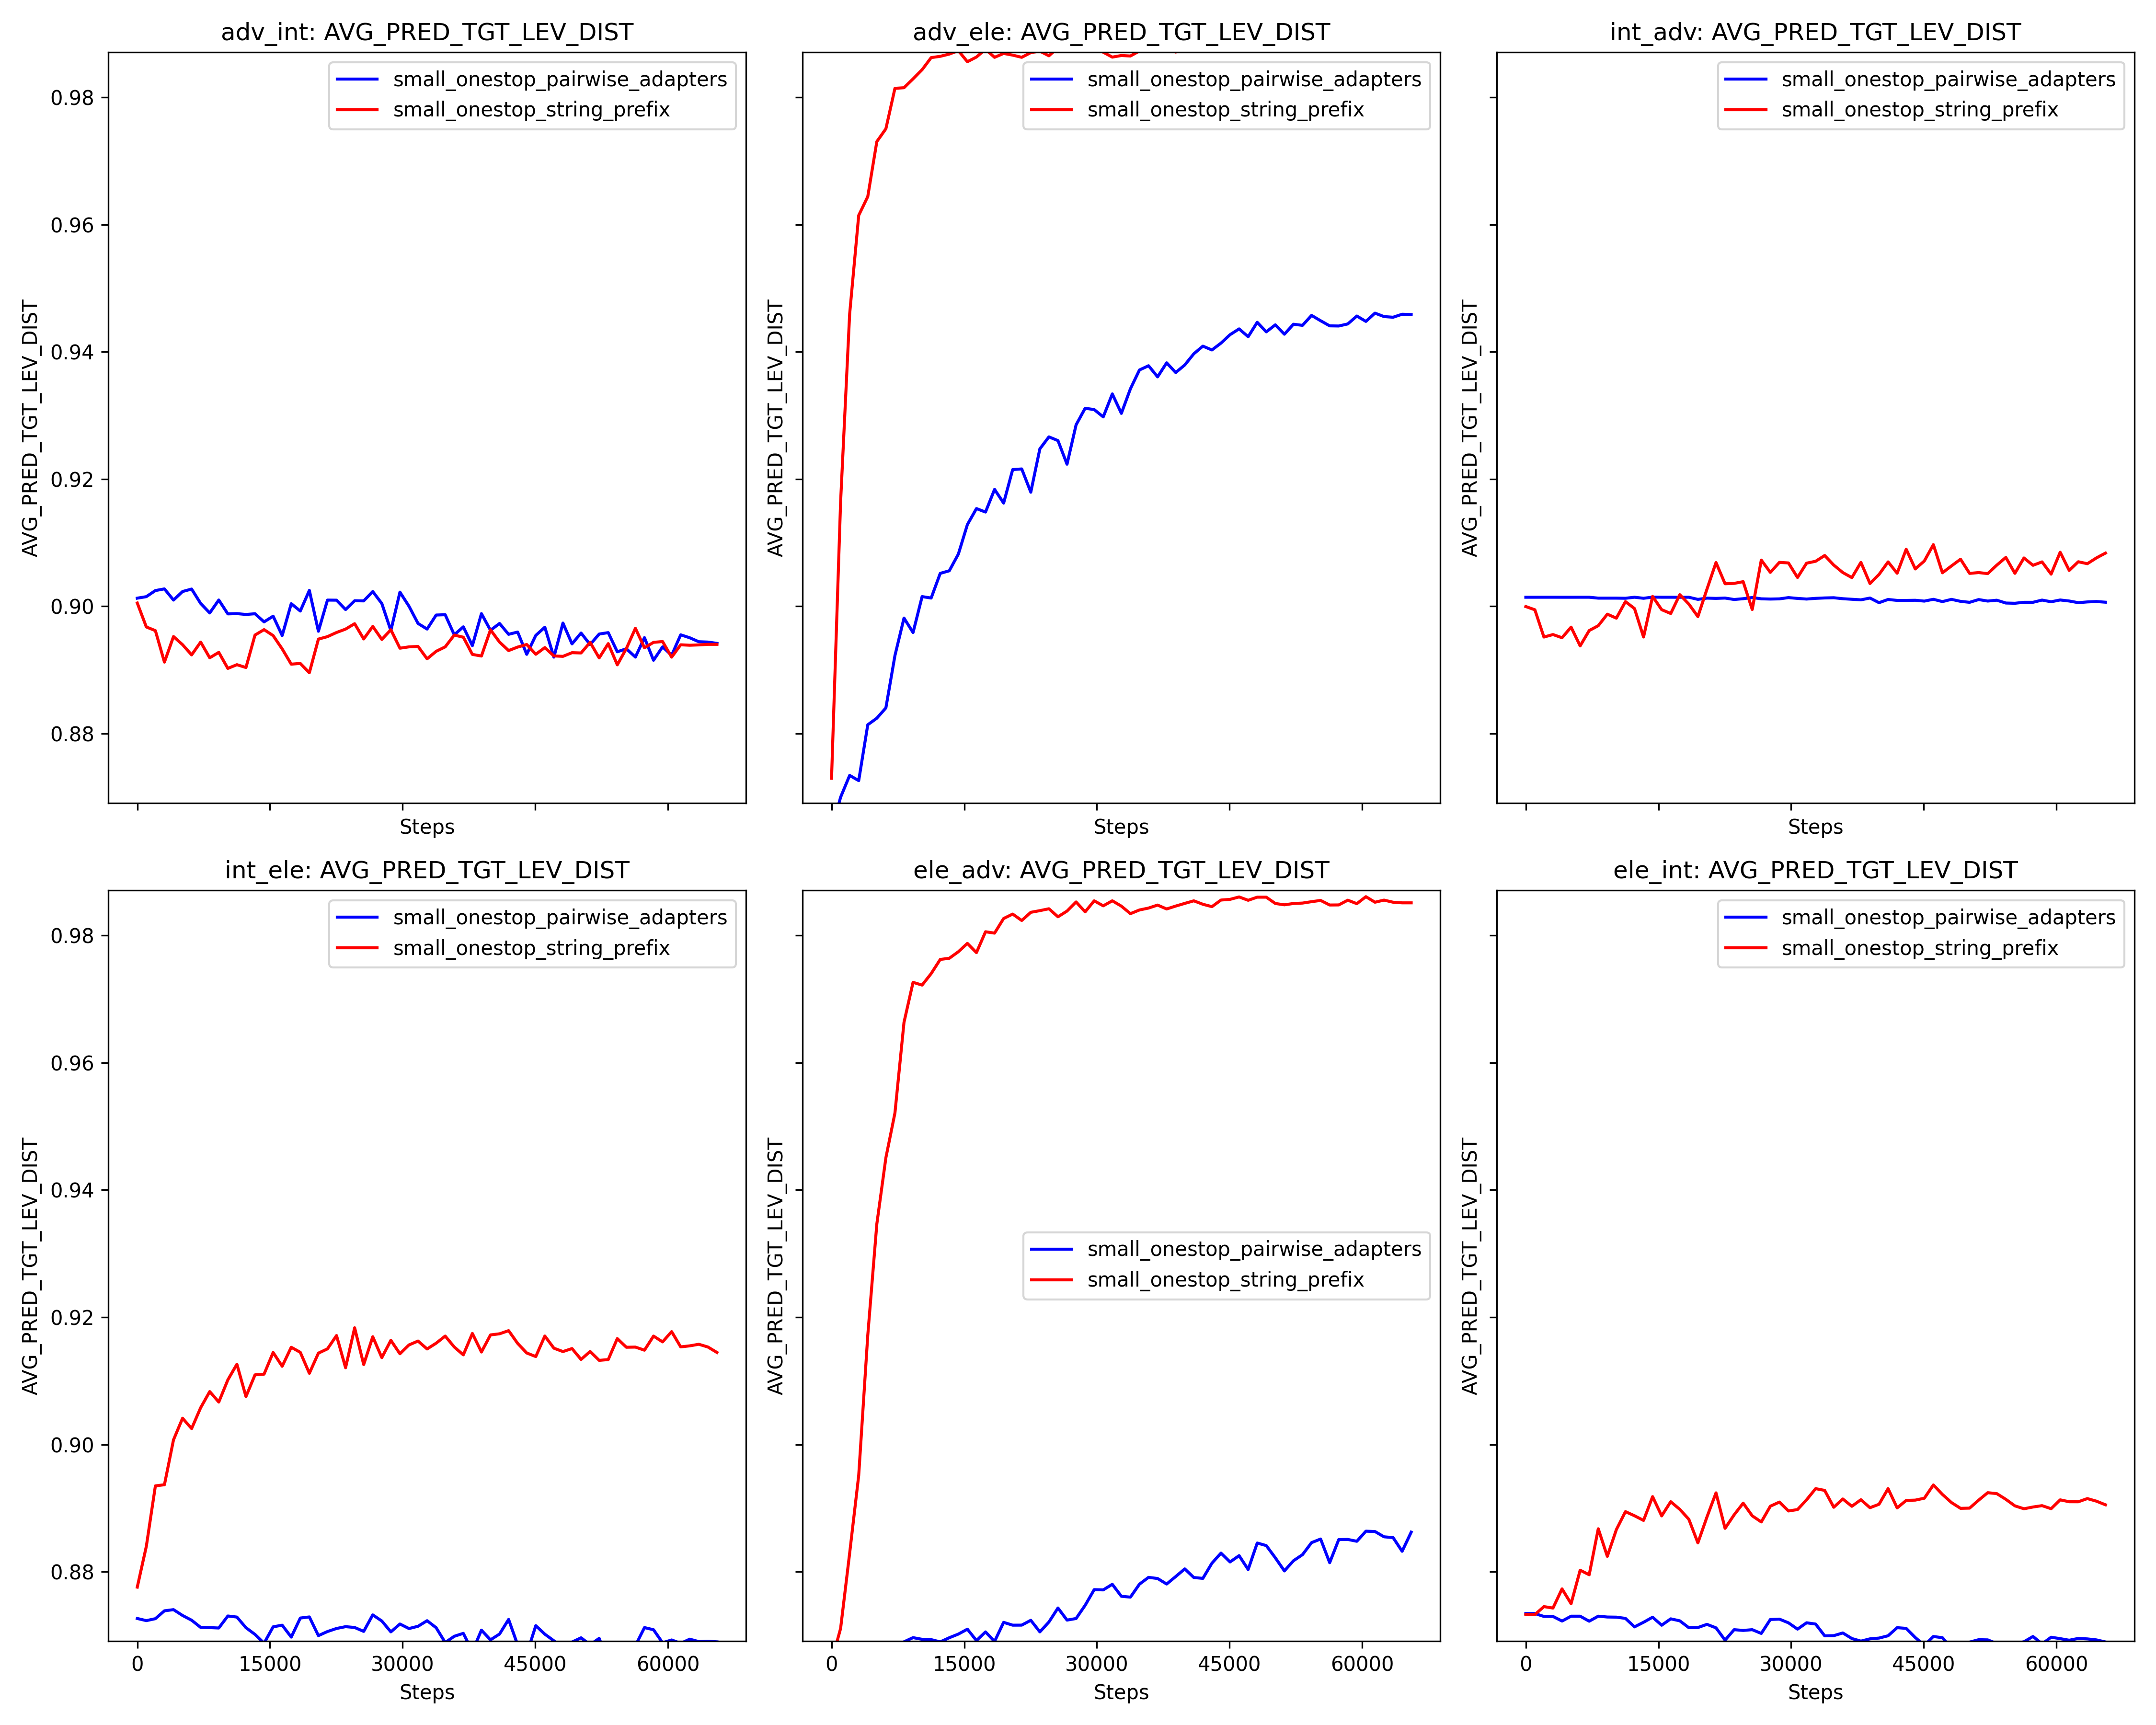 adv_int: AVG_PRED_TGT_LEV_DIST
adv_ele: AVG_PRED_TGT_LEV_DIST
int_adv: AVG_PRED_TGT_LEV_DIST
small_onestop_pairwise_adapters
small_onestop_string_prefix
small_onestop_pairwise_adapters
small_onestop_string_prefix
small_onestop_pairwise_adapters
small_onestop_string_prefix
0.98
0.96
0.94
0.92
0.90
0.88
AVG_PRED_TGT_LEV_DIST
AVG_PRED_TGT_LEV_DIST
AVG_PRED_TGT_LEV_DIST
Steps
Steps
Steps
int_ele: AVG_PRED_TGT_LEV_DIST
ele_adv: AVG_PRED_TGT_LEV_DIST
ele_int: AVG_PRED_TGT_LEV_DIST
small_onestop_pairwise_adapters
small_onestop_string_prefix
small_onestop_pairwise_adapters
small_onestop_string_prefix
small_onestop_pairwise_adapters
small_onestop_string_prefix
0.98
0.96
0.94
0.92
0.90
0.88
AVG_PRED_TGT_LEV_DIST
AVG_PRED_TGT_LEV_DIST
AVG_PRED_TGT_LEV_DIST
0 15000 30000 45000 60000
0 15000 30000 45000 60000
0 15000 30000 45000 60000
Steps
Steps
Steps